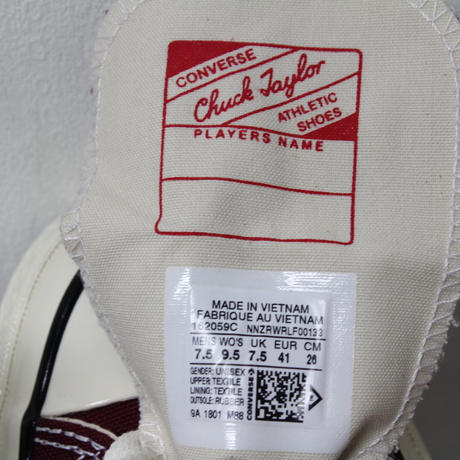 CONVERSE
Chuck Taylor
ATHLETIC
SHOES
PLAYERS NAME
MADE IN VIETNAM
FABRIQUE AU VIETNAM
162059C NNZRWRLF00133
MEN'S WO'S UK EUR CM
7.5 9.5 7.5 41 26
GENDER: UNISEX
UPPER: TEXTILE
LINING: TEXTILE
OUTSOLE: RUBBER
9A 1801 M88
CONVERSE